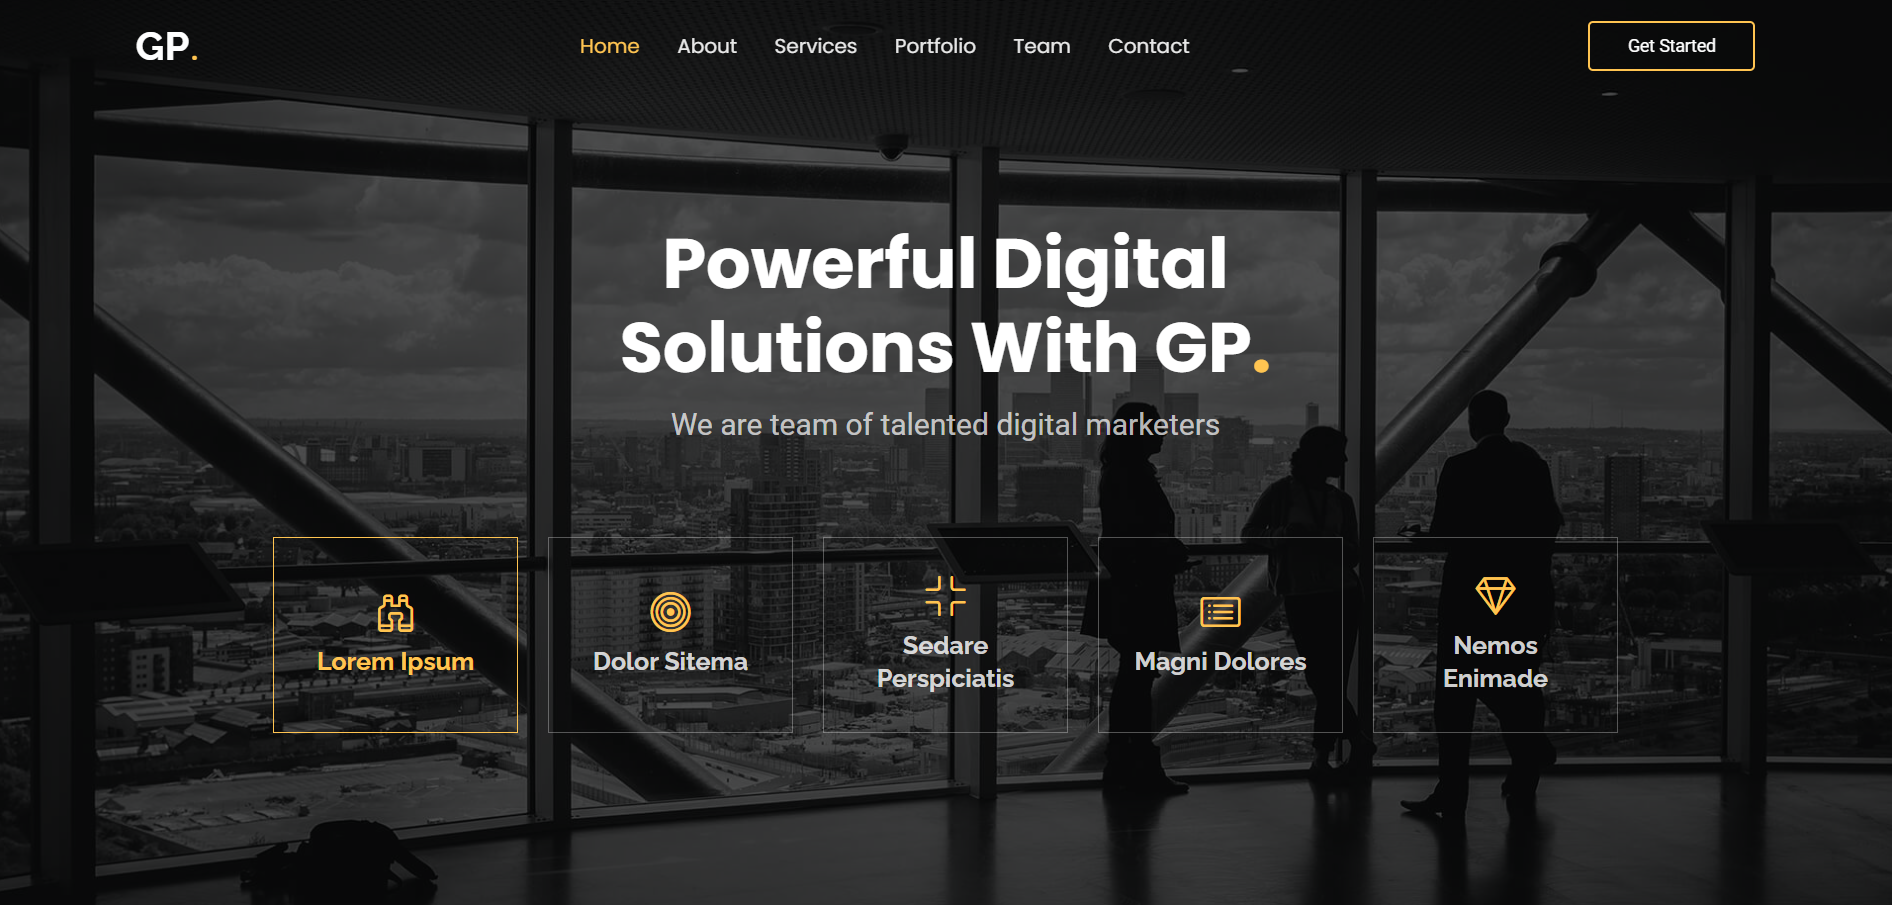 GP.
Home About Services Portfolio Team Contact
Get Started
Powerful Digital
Solutions With GP.
We are team of talented digital marketers
Lorem Ipsum
Dolor Sitema
Sedare
Perspiciatis
Magni Dolores
Nemos
Enimade